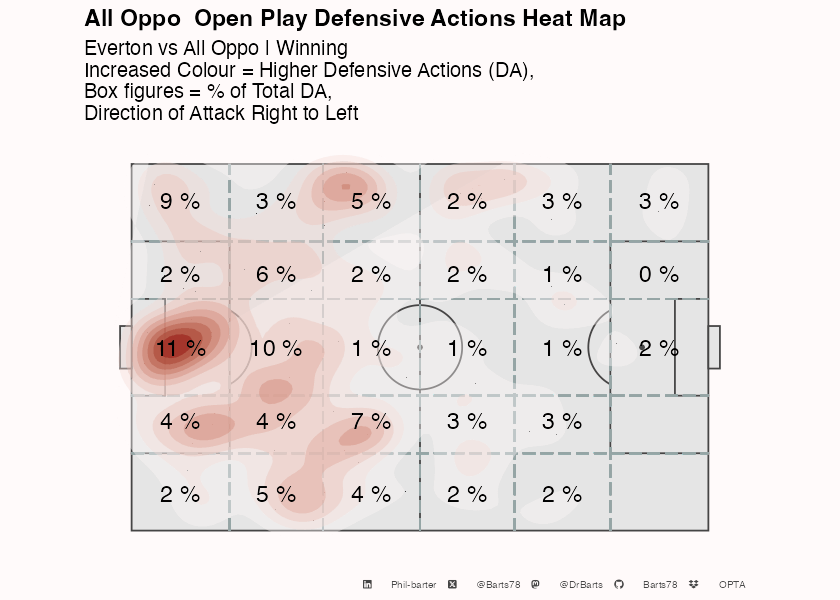 All Oppo  Open Play Defensive Actions Heat Map
Everton vs All Oppo | Winning
Increased Colour = Higher Defensive Actions (DA),
Box figures = % of Total DA,
Direction of Attack Right to Left
9 % 3 % 5 % 2 % 3 % 3 %
2 % 6 % 2 % 2 % 1 % 0 %
11 % 10 % 1 % 1 % 1 % 2 %
4 % 4 % 7 % 3 % 3 %
2 % 5 % 4 % 2 % 2 %
Phil-barter @Barts78 @DrBarts Barts78 OPTA